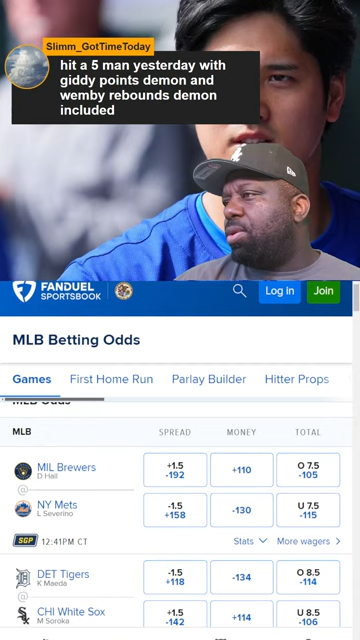 Slimm_GotTimeToday
hit a 5 man yesterday with
giddy points demon and
wemby rebounds demon
included
FANDUEL
SPORTSBOOK
Log in
Join
MLB Betting Odds
Games
First Home Run
Parlay Builder
Hitter Props
MLB Odds
MLB
SPREAD
MONEY
TOTAL
MIL Brewers
D Hall
+1.5
-192
+110
O 7.5
-105
@
NY Mets
L Severino
-1.5
+158
-130
U 7.5
-115
SGP
12:41PM CT
Stats
More wagers
DET Tigers
K Maeda
-1.5
+118
-134
O 8.5
-114
@
CHI White Sox
M Soroka
+1.5
-142
+114
U 8.5
-106